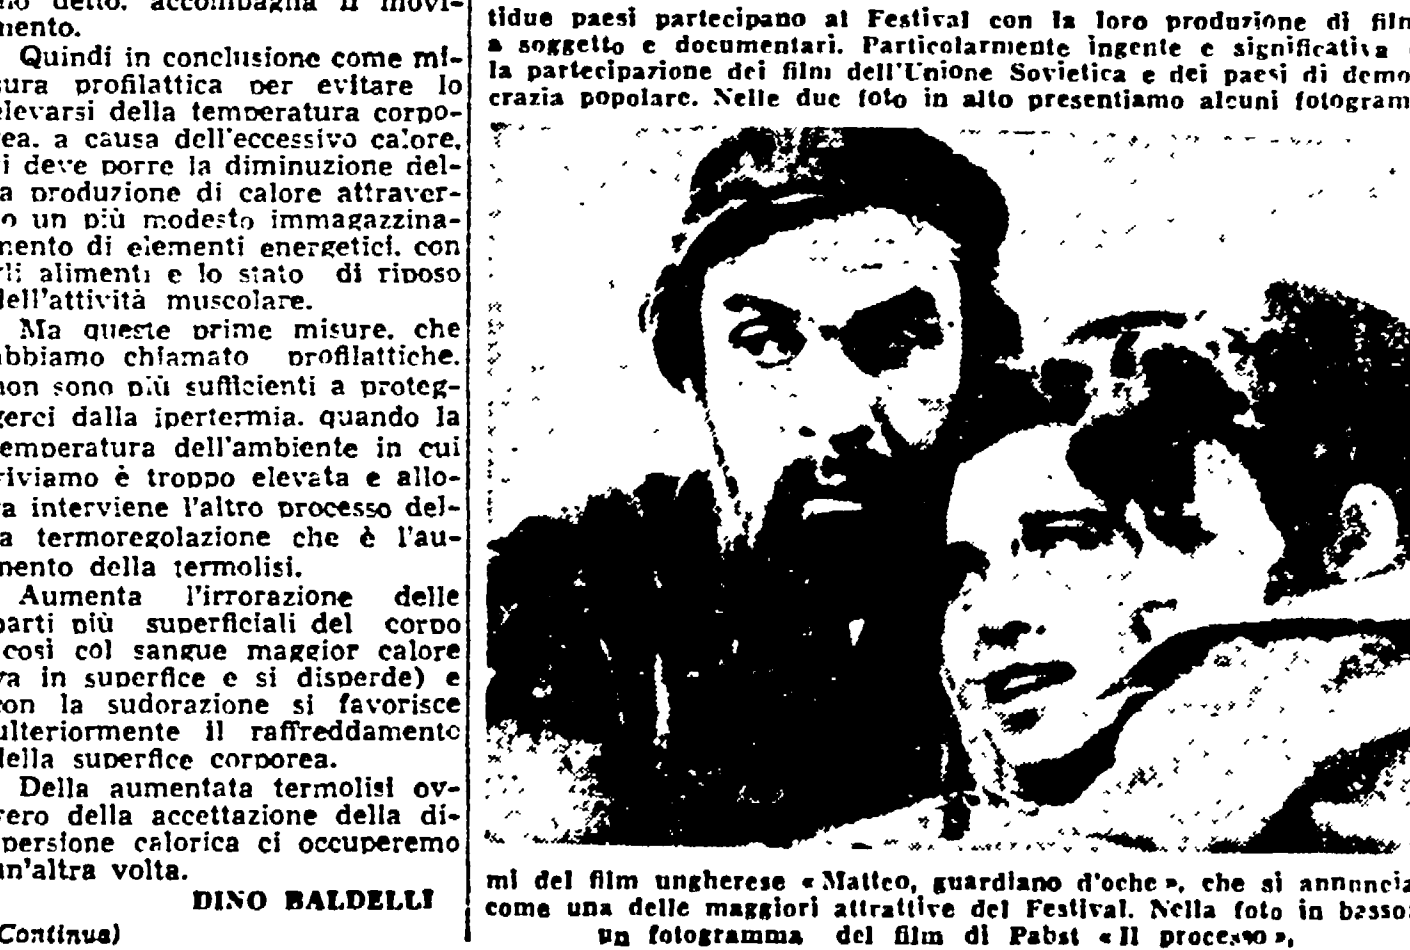 no detto, accompagna il movi-
mento.
Quindi in conclusione come mi-
sura profilattica per evitare lo
elevarsi della temperatura corpo-
rea, a causa dell'eccessivo calore,
si deve porre la diminuzione del-
la produzione di calore attraver-
so un più modesto immagazzina-
mento di elementi energetici, con
gli alimenti e lo stato di riposo
dell'attività muscolare.
Ma queste prime misure, che
abbiamo chiamato profilattiche,
non sono più sufficienti a proteg-
gerci dalla ipertermia, quando la
temperatura dell'ambiente in cui
viviamo è troppo elevata e allo-
ra interviene l'altro processo del-
la termoregolazione che è l'au-
mento della termolisi.
Aumenta l'irrorazione delle
parti più superficiali del corpo
(così col sangue maggior calore
va in superfice e si disperde) e
con la sudorazione si favorisce
ulteriormente il raffreddamento
della superfice corporea.
Della aumentata termolisi ov-
vero della accettazione della di-
spersione calorica ci occuperemo
un'altra volta.
DINO BALDELLI
(Continua)
tidue paesi partecipano al Festival con la loro produzione di film
a soggetto e documentari. Particolarmente ingente e significativa
la partecipazione dei film dell'Unione Sovietica e dei paesi di demo
crazia popolare. Nelle due foto in alto presentiamo alcuni fotogram
mi del film ungherese « Matteo, guardiano d'oche », che si annuncia
come una delle maggiori attrattive del Festival. Nella foto in basso:
un fotogramma del film di Pabst « Il processo ».